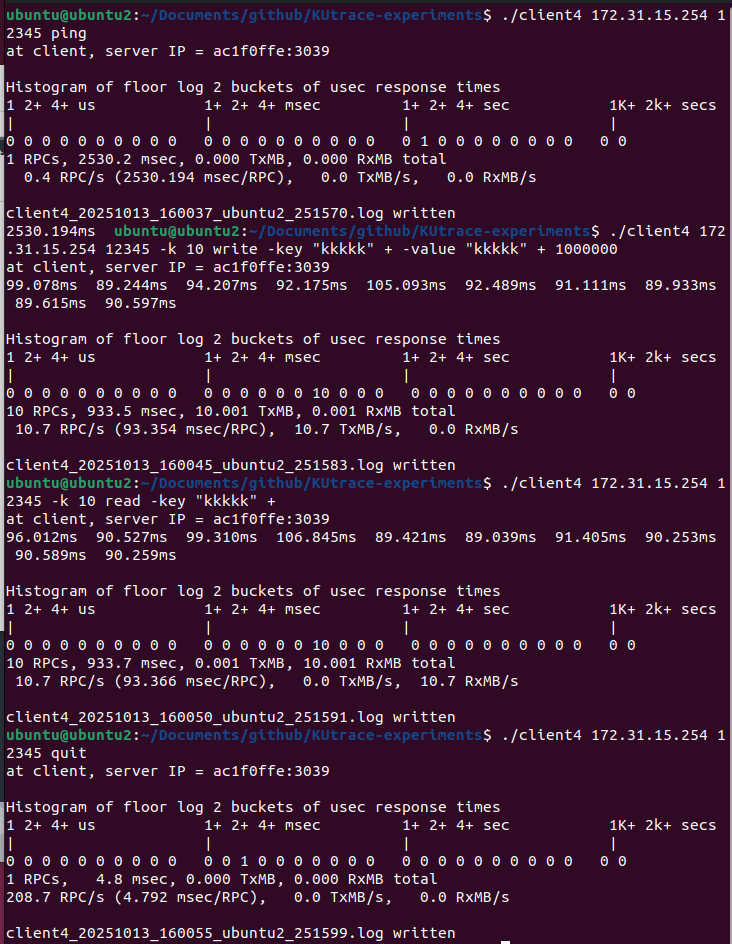 ubuntu@ubuntu2:~/Documents/github/KUtrace-experiments$ ./client4 172.31.15.254 1
2345 ping
at client, server IP = ac1f0ffe:3039

Histogram of floor log 2 buckets of usec response times
1 2+ 4+ us            1+ 2+ 4+ msec         1+ 2+ 4+ sec           1K+ 2k+ secs
|                     |                     |                      |
0 0 0 0 0 0 0 0 0 0   0 0 0 0 0 0 0 0 0 0   0 1 0 0 0 0 0 0 0 0   0 0
1 RPCs, 2530.2 msec, 0.000 TxMB, 0.000 RxMB total
  0.4 RPC/s (2530.194 msec/RPC),   0.0 TxMB/s,   0.0 RxMB/s

client4_20251013_160037_ubuntu2_251570.log written
2530.194ms  ubuntu@ubuntu2:~/Documents/github/KUtrace-experiments$ ./client4 172
.31.15.254 12345 -k 10 write -key "kkkkk" + -value "kkkkk" + 1000000
at client, server IP = ac1f0ffe:3039
99.078ms  89.244ms  94.207ms  92.175ms  105.093ms  92.489ms  91.111ms  89.933ms
 89.615ms  90.597ms

Histogram of floor log 2 buckets of usec response times
1 2+ 4+ us            1+ 2+ 4+ msec         1+ 2+ 4+ sec           1K+ 2k+ secs
|                     |                     |                      |
0 0 0 0 0 0 0 0 0 0   0 0 0 0 0 0 10 0 0 0   0 0 0 0 0 0 0 0 0 0   0 0
10 RPCs, 933.5 msec, 10.001 TxMB, 0.001 RxMB total
 10.7 RPC/s (93.354 msec/RPC),  10.7 TxMB/s,   0.0 RxMB/s

client4_20251013_160045_ubuntu2_251583.log written
ubuntu@ubuntu2:~/Documents/github/KUtrace-experiments$ ./client4 172.31.15.254 1
2345 -k 10 read -key "kkkkk" +
at client, server IP = ac1f0ffe:3039
96.012ms  90.527ms  99.310ms  106.845ms  89.421ms  89.039ms  91.405ms  90.253ms
 90.589ms  90.259ms

Histogram of floor log 2 buckets of usec response times
1 2+ 4+ us            1+ 2+ 4+ msec         1+ 2+ 4+ sec           1K+ 2k+ secs
|                     |                     |                      |
0 0 0 0 0 0 0 0 0 0   0 0 0 0 0 0 10 0 0 0   0 0 0 0 0 0 0 0 0 0   0 0
10 RPCs, 933.7 msec, 0.001 TxMB, 10.001 RxMB total
 10.7 RPC/s (93.366 msec/RPC),   0.0 TxMB/s,  10.7 RxMB/s

client4_20251013_160050_ubuntu2_251591.log written
ubuntu@ubuntu2:~/Documents/github/KUtrace-experiments$ ./client4 172.31.15.254 1
2345 quit
at client, server IP = ac1f0ffe:3039

Histogram of floor log 2 buckets of usec response times
1 2+ 4+ us            1+ 2+ 4+ msec         1+ 2+ 4+ sec           1K+ 2k+ secs
|                     |                     |                      |
0 0 0 0 0 0 0 0 0 0   0 0 1 0 0 0 0 0 0 0   0 0 0 0 0 0 0 0 0 0   0 0
1 RPCs,   4.8 msec, 0.000 TxMB, 0.000 RxMB total
208.7 RPC/s (4.792 msec/RPC),   0.0 TxMB/s,   0.0 RxMB/s

client4_20251013_160055_ubuntu2_251599.log written